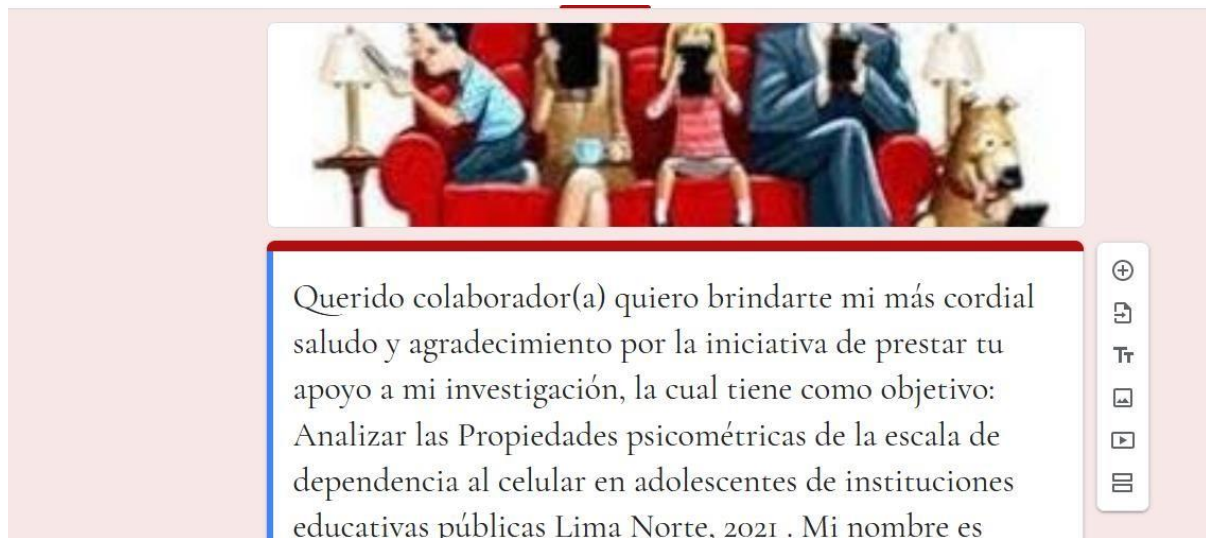 Querido colaborador(a) quiero brindarte mi más cordial
saludo y agradecimiento por la iniciativa de prestar tu
apoyo a mi investigación, la cual tiene como objetivo:
Analizar las Propiedades psicométricas de la escala de
dependencia al celular en adolescentes de instituciones
educativas públicas Lima Norte, 2021 . Mi nombre es
Tт